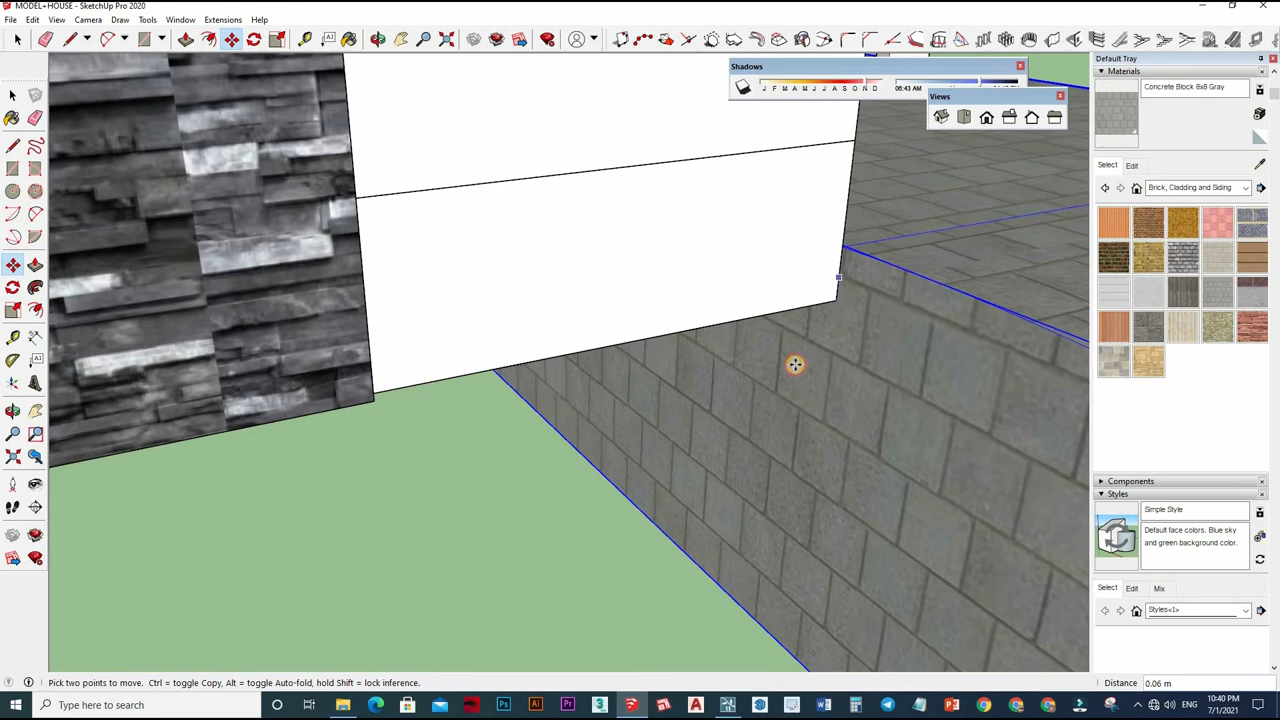 MODEL+HOUSE - SketchUp Pro 2020
File Edit View Camera Draw Tools Window Extensions Help
Shadows
J F M A M J J A S O N D
06:43 AM
Views
Default Tray
Materials
Concrete Block 8x8 Gray
Select Edit
Brick, Cladding and Siding
Components
Styles
Simple Style
Default face colors. Blue sky
and green background color.
Select Edit Mix
Styles<1>
Pick two points to move. Ctrl = toggle Copy, Alt = toggle Auto-fold, hold Shift = lock inference.
Distance 0.06 m
Type here to search
ENG
10:40 PM
7/1/2021